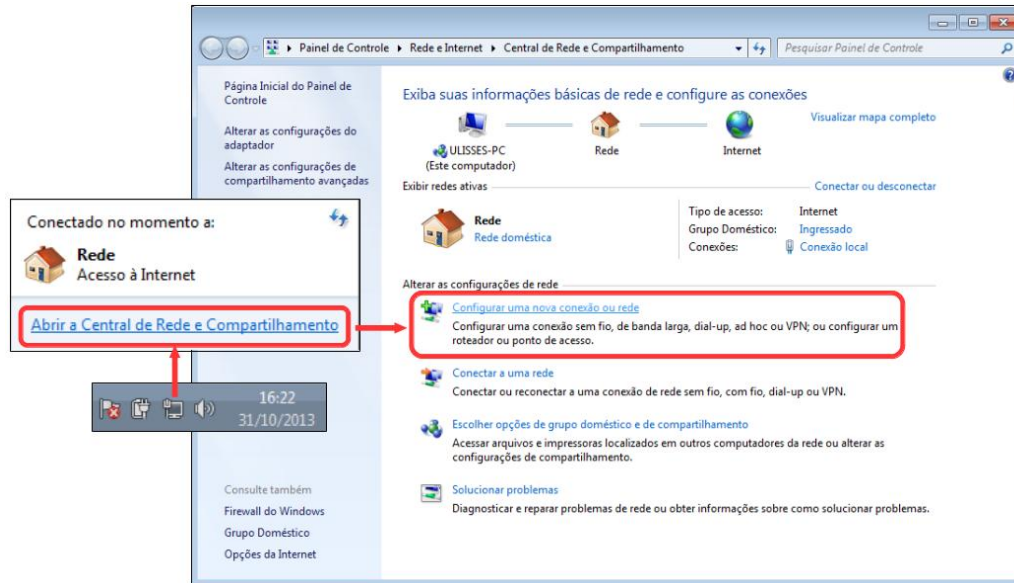 Painel de Controle ▸ Rede e Internet ▸ Central de Rede e Compartilhamento
Pesquisar Painel de Controle
Página Inicial do Painel de
Controle
Alterar as configurações do
adaptador
Alterar as configurações de
compartilhamento avançadas
Exiba suas informações básicas de rede e configure as conexões
Visualizar mapa completo
ULISSES-PC
(Este computador)
Rede
Internet
Exibir redes ativas
Conectar ou desconectar
Rede
Rede doméstica
Tipo de acesso: Internet
Grupo Doméstico: Ingressado
Conexões: Conexão local
Conectado no momento a:
Rede
Acesso à Internet
Abrir a Central de Rede e Compartilhamento
16:22
31/10/2013
Alterar as configurações de rede
Configurar uma nova conexão ou rede
Configurar uma conexão sem fio, de banda larga, dial-up, ad hoc ou VPN; ou configurar um
roteador ou ponto de acesso.
Conectar a uma rede
Conectar ou reconectar a uma conexão de rede sem fio, com fio, dial-up ou VPN.
Escolher opções de grupo doméstico e de compartilhamento
Acessar arquivos e impressoras localizados em outros computadores da rede ou alterar as
configurações de compartilhamento.
Solucionar problemas
Diagnosticar e reparar problemas de rede ou obter informações sobre como solucionar problemas.
Consulte também
Firewall do Windows
Grupo Doméstico
Opções da Internet